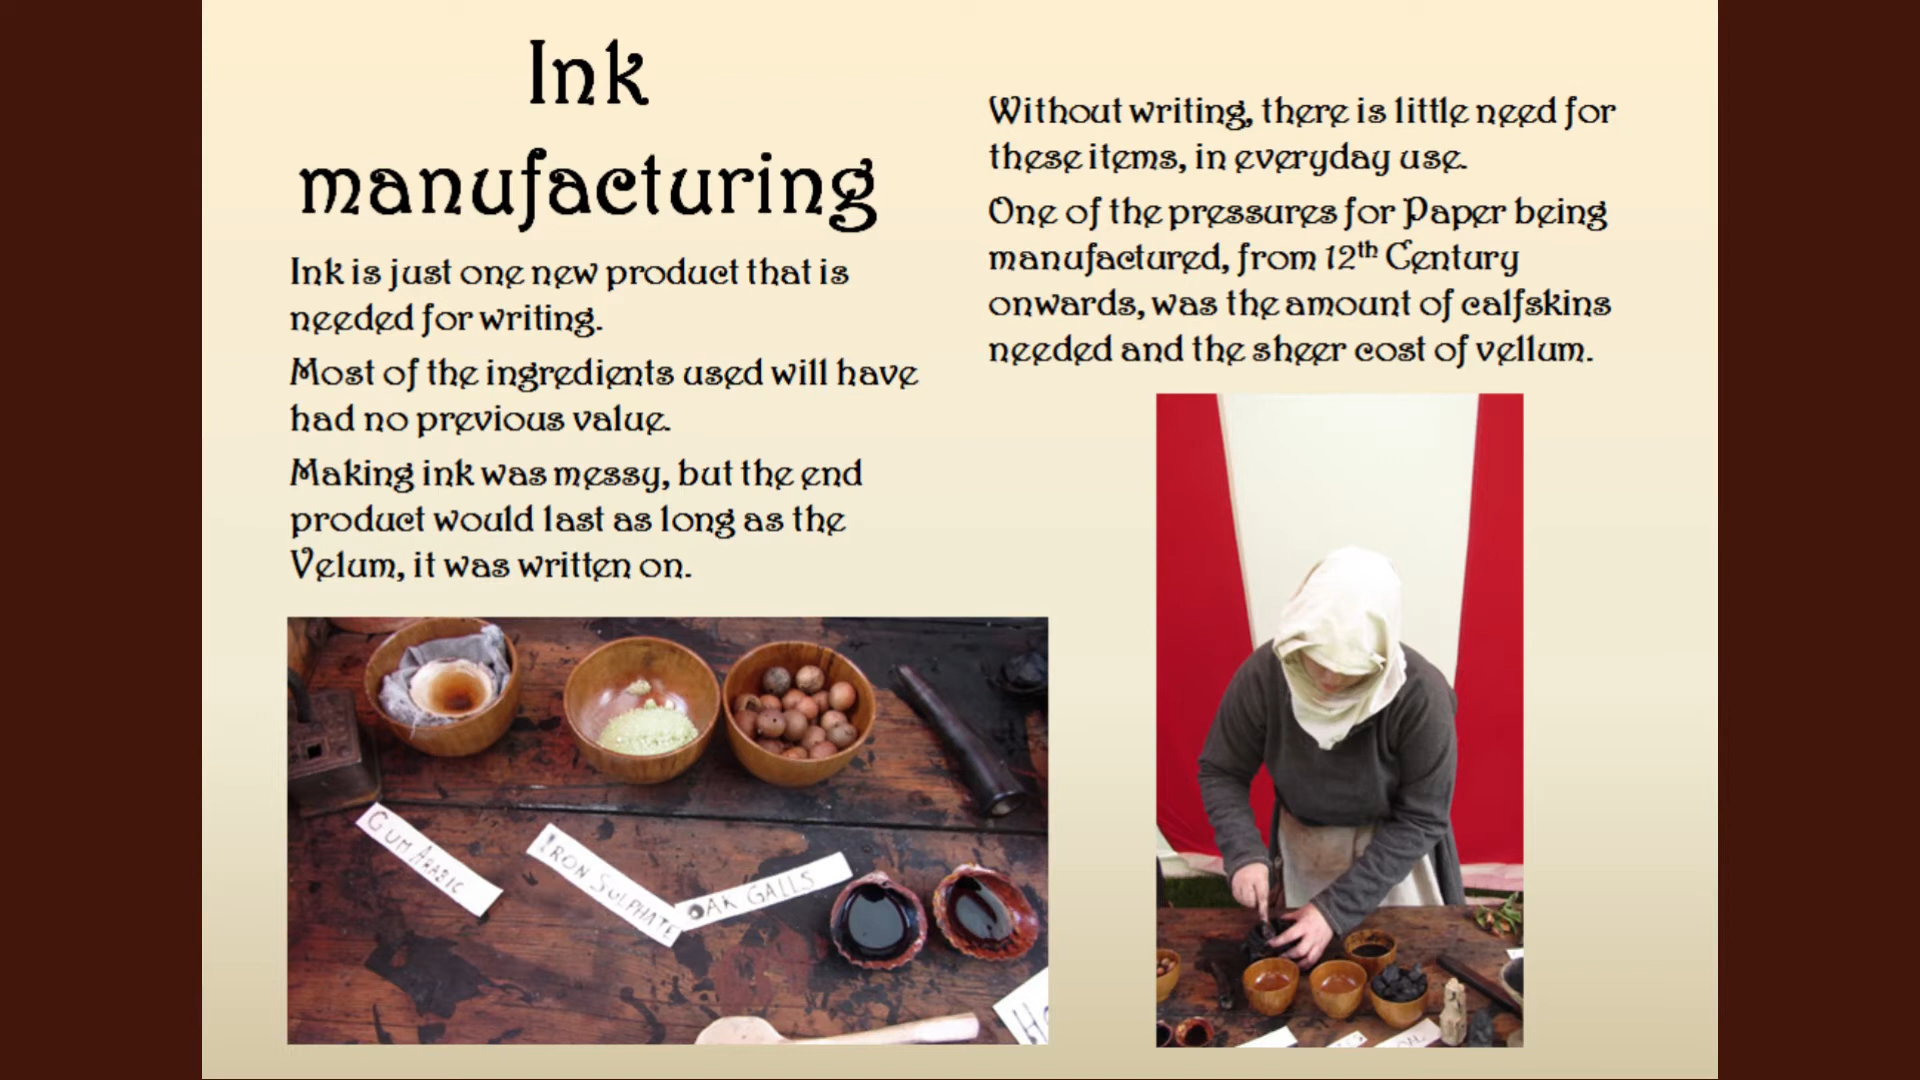 Ink
manufacturing
Ink is just one new product that is
needed for writing.
Most of the ingredients used will have
had no previous value.
Making ink was messy, but the end
product would last as long as the
Velum, it was written on.
Without writing, there is little need for
these items, in everyday use.
One of the pressures for Paper being
manufactured, from 12th Century
onwards, was the amount of calfskins
needed and the sheer cost of vellum.
GUM ARABIC
IRON SULPHATE
OAK GALLS